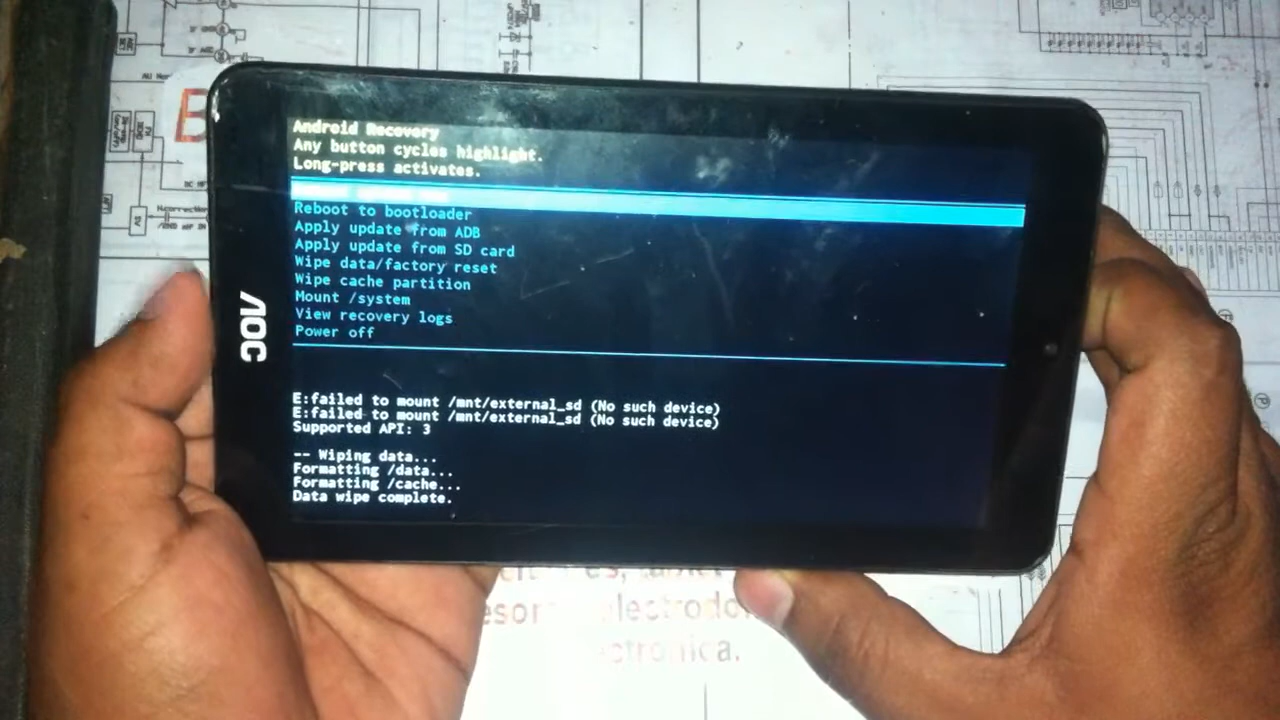 Android Recovery
Any button cycles highlight.
Long-press activates.
Reboot to bootloader
Apply update from ADB
Apply update from SD card
Wipe data/factory reset
Wipe cache partition
Mount /system
View recovery logs
Power off
AOC
E:failed to mount /mnt/external_sd (No such device)
E:failed to mount /mnt/external_sd (No such device)
Supported API: 3
-- Wiping data...
Formatting /data...
Formatting /cache...
Data wipe complete.